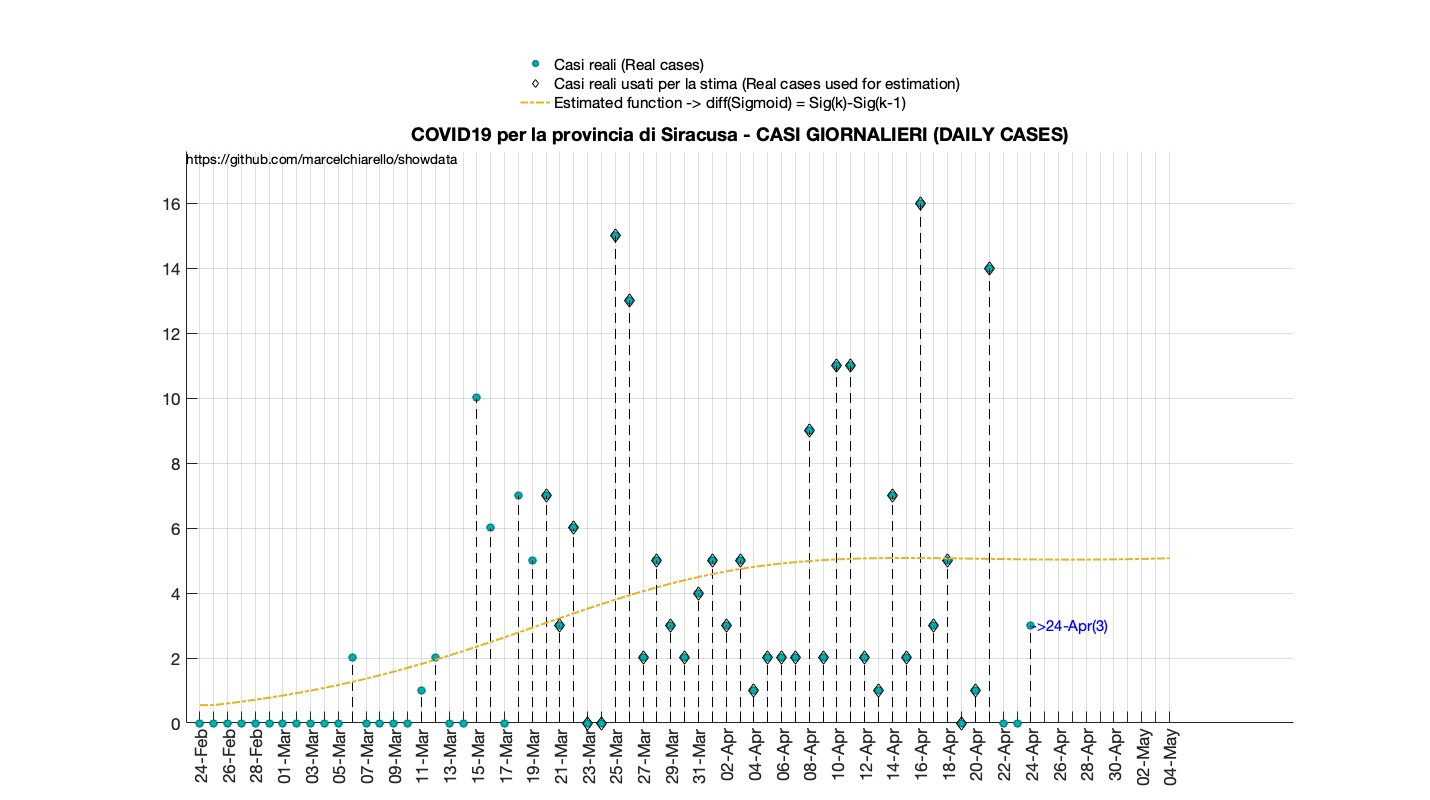 Casi reali (Real cases)
Casi reali usati per la stima (Real cases used for estimation)
Estimated function -> diff(Sigmoid) = Sig(k)-Sig(k-1)
COVID19 per la provincia di Siracusa - CASI GIORNALIERI (DAILY CASES)
https://github.com/marcelchiarello/showdata
16
14
12
10
8
6
4
2
0
->24-Apr(3)
24-Feb
26-Feb
28-Feb
01-Mar
03-Mar
05-Mar
07-Mar
09-Mar
11-Mar
13-Mar
15-Mar
17-Mar
19-Mar
21-Mar
23-Mar
25-Mar
27-Mar
29-Mar
31-Mar
02-Apr
04-Apr
06-Apr
08-Apr
10-Apr
12-Apr
14-Apr
16-Apr
18-Apr
20-Apr
22-Apr
24-Apr
26-Apr
28-Apr
30-Apr
02-May
04-May